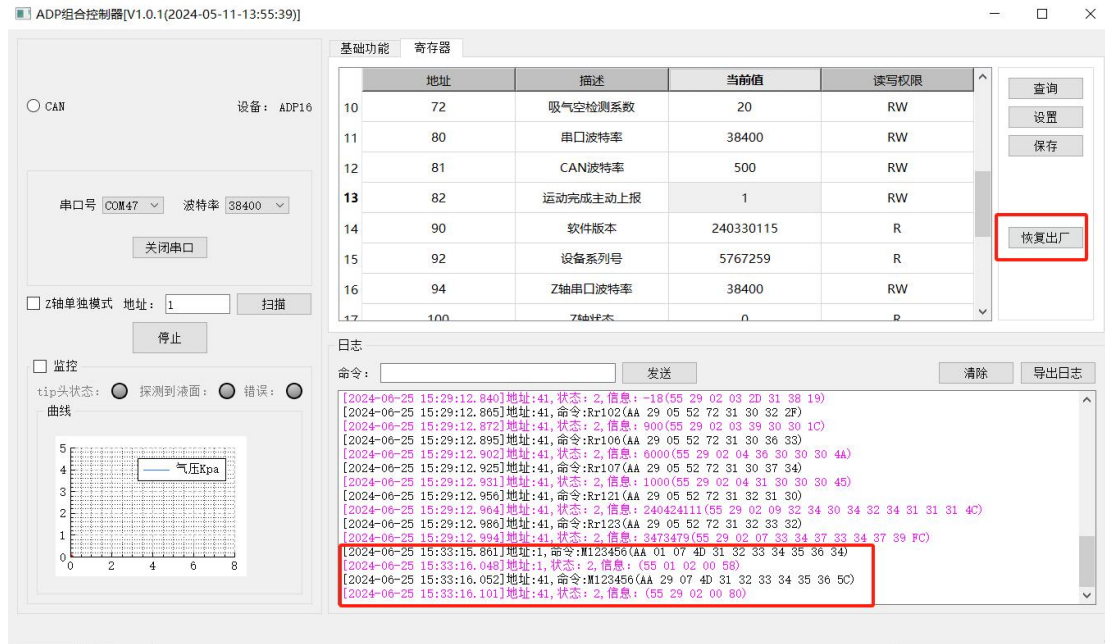 ADP组合控制器[V1.0.1(2024-05-11-13:55:39)]
CAN 设备: ADP16
串口号 COM47 波特率 38400
关闭串口
Z轴单独模式 地址: 1 扫描
停止
监控
tip头状态: 探测到液面: 错误:
曲线
气压Kpa
5
4
3
2
1
0
0 2 4 6 8
基础功能 寄存器
地址 描述 当前值 读写权限
10 72 吸气空检测系数 20 RW
11 80 串口波特率 38400 RW
12 81 CAN波特率 500 RW
13 82 运动完成主动上报 1 RW
14 90 软件版本 240330115 R
15 92 设备系列号 5767259 R
16 94 Z轴串口波特率 38400 RW
17 100 Z轴状态 0 R
查询
设置
保存
恢复出厂
日志
命令: 发送 清除 导出日志
[2024-06-25 15:29:12.840]地址:41,状态: 2,信息: -18(55 29 02 03 2D 31 38 19)
[2024-06-25 15:29:12.865]地址:41,命令:Rr102(AA 29 05 52 72 31 30 32 2F)
[2024-06-25 15:29:12.872]地址:41,状态: 2,信息: 900(55 29 02 03 39 30 30 1C)
[2024-06-25 15:29:12.895]地址:41,命令:Rr106(AA 29 05 52 72 31 30 36 33)
[2024-06-25 15:29:12.902]地址:41,状态: 2,信息: 6000(55 29 02 04 36 30 30 30 4A)
[2024-06-25 15:29:12.925]地址:41,命令:Rr107(AA 29 05 52 72 31 30 37 34)
[2024-06-25 15:29:12.931]地址:41,状态: 2,信息: 1000(55 29 02 04 31 30 30 30 45)
[2024-06-25 15:29:12.956]地址:41,命令:Rr121(AA 29 05 52 72 31 32 31 30)
[2024-06-25 15:29:12.964]地址:41,状态: 2,信息: 240424111(55 29 02 09 32 34 30 34 32 34 31 31 31 4C)
[2024-06-25 15:29:12.986]地址:41,命令:Rr123(AA 29 05 52 72 31 32 33 32)
[2024-06-25 15:29:12.994]地址:41,状态: 2,信息: 3473479(55 29 02 07 33 34 37 33 34 37 39 FC)
[2024-06-25 15:33:15.861]地址:1,命令:M123456(AA 01 07 4D 31 32 33 34 35 36 34)
[2024-06-25 15:33:16.048]地址:1,状态: 2,信息: (55 01 02 00 58)
[2024-06-25 15:33:16.052]地址:41,命令:M123456(AA 29 07 4D 31 32 33 34 35 36 5C)
[2024-06-25 15:33:16.101]地址:41,状态: 2,信息: (55 29 02 00 80)